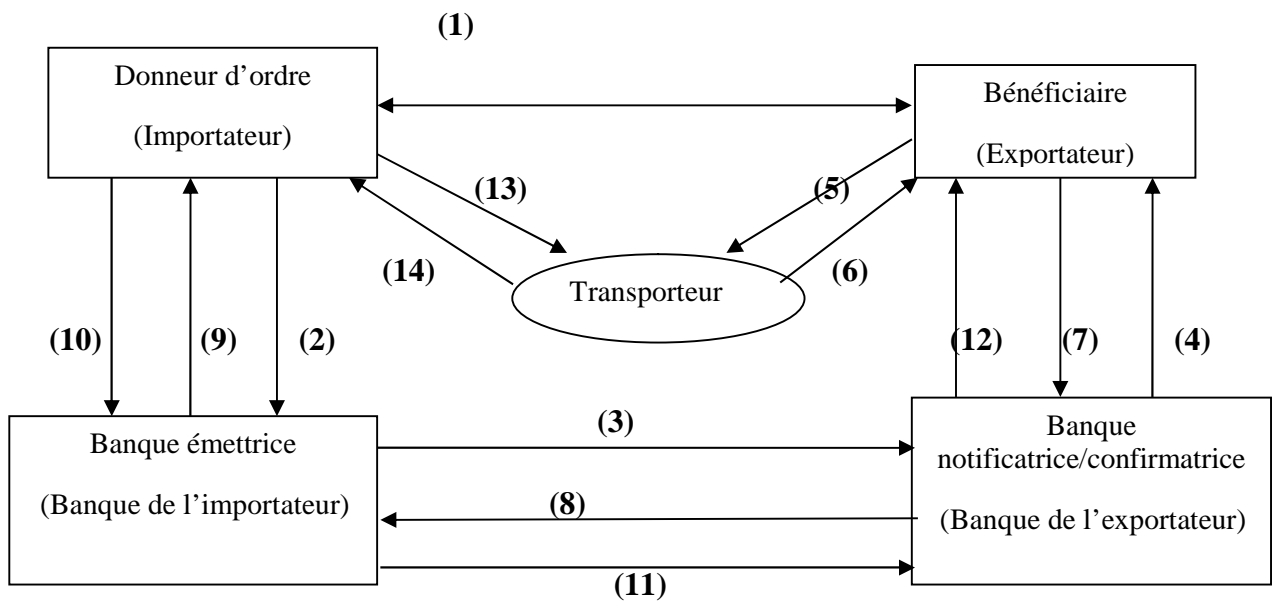 (1)
Donneur d’ordre
(Importateur)
Bénéficiaire
(Exportateur)
(13)
(5)
(14)
(6)
Transporteur
(10)
(9)
(2)
(12)
(7)
(4)
Banque émettrice
(Banque de l’importateur)
(3)
(8)
(11)
Banque
notificatrice/confirmatrice
(Banque de l’exportateur)